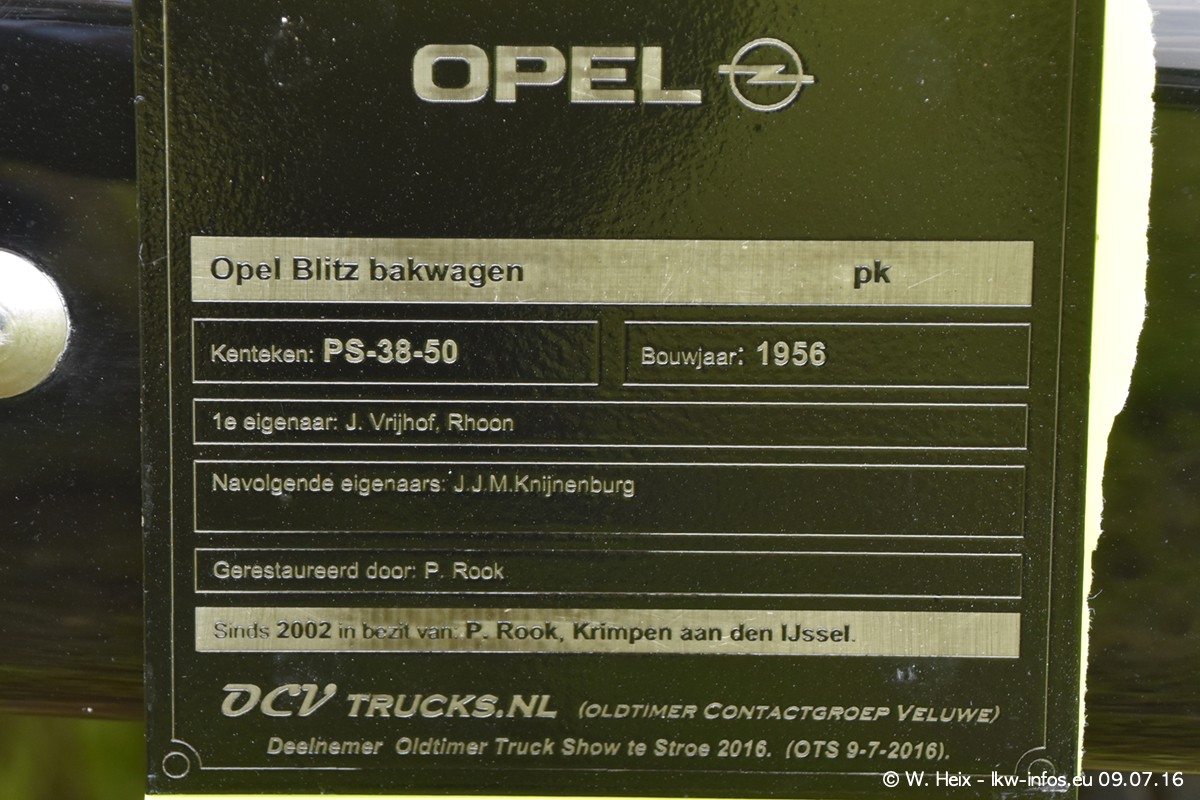 OPEL
Opel Blitz bakwagen pk
Kenteken: PS-38-50 Bouwjaar: 1956
1e eigenaar: J. Vrijhof, Rhoon
Navolgende eigenaars: J.J.M.Knijnenburg
Gerestaureerd door: P. Rook
Sinds 2002 in bezit van: P. Rook, Krimpen aan den IJssel.
OCV TRUCKS.NL (OLDTIMER CONTACTGROEP VELUWE)
Deelnemer Oldtimer Truck Show te Stroe 2016. (OTS 9-7-2016).
© W. Heix - lkw-infos.eu 09.07.16